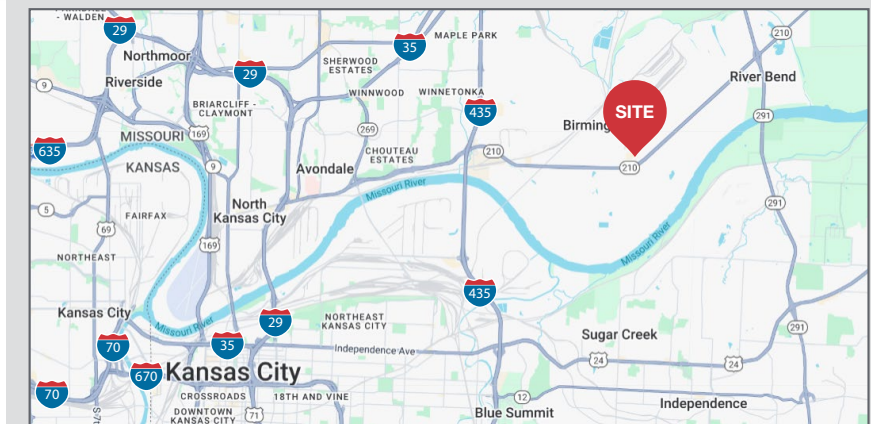 - WALDEN
29
Northmoor
Riverside
9
29
BRIARCLIFF -
CLAYMONT
SHERWOOD
ESTATES
35
MAPLE PARK
WINNWOOD
WINNETONKA
435
210
River Bend
SITE
291
MISSOURI
169
635
KANSAS
9
269
CHOUTEAU
ESTATES
210
210
Avondale
Missouri River
North
Kansas City
5
FAIRFAX
69
169
NORTHEAST
291
Missouri River
435
Kansas City
Missouri River
29
35
NORTHEAST
KANSAS CITY
Independence Ave
Sugar Creek
291
24
24
70
670
Kansas City
70
CROSSROADS
DOWNTOWN
KANSAS CITY
71
18TH AND VINE
12
Blue Summit
Independence